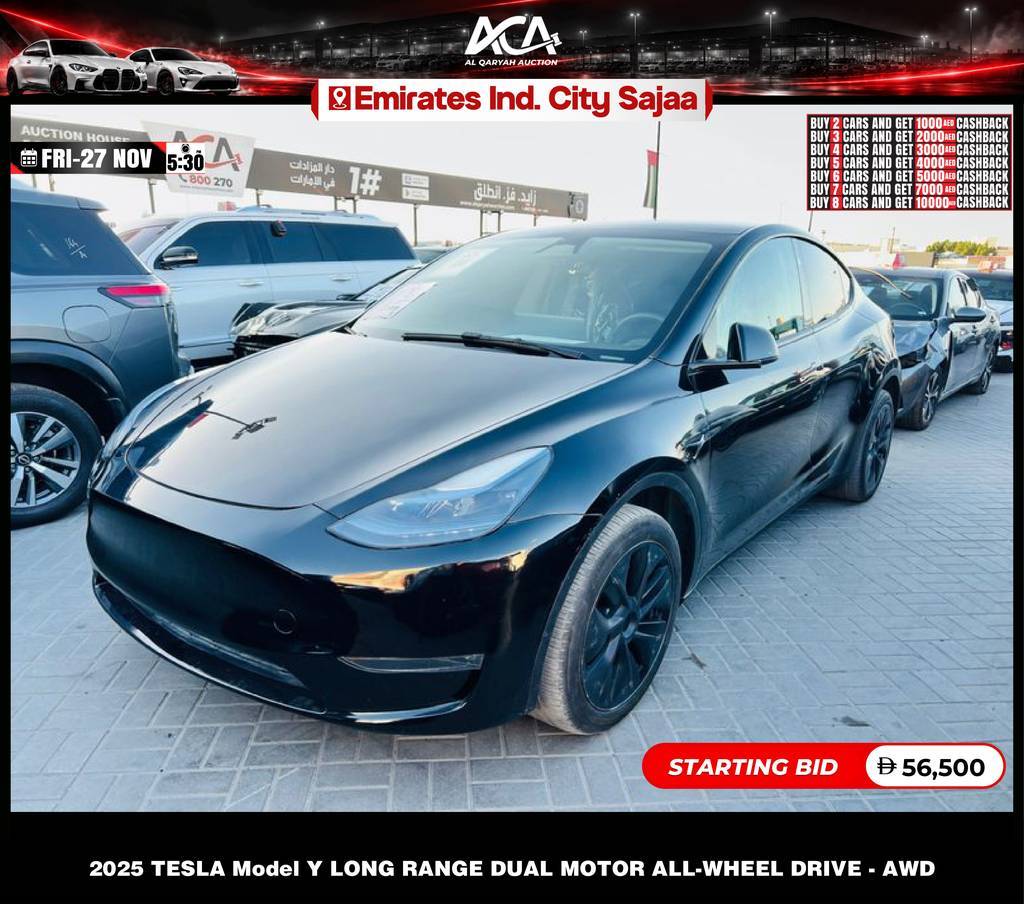 ACA
AL QARYAH AUCTION
Emirates Ind. City Sajaa
BUY 2 CARS AND GET 1000 AED CASHBACK
BUY 3 CARS AND GET 2000 AED CASHBACK
BUY 4 CARS AND GET 3000 AED CASHBACK
BUY 5 CARS AND GET 4000 AED CASHBACK
BUY 6 CARS AND GET 5000 AED CASHBACK
BUY 7 CARS AND GET 7000 AED CASHBACK
BUY 8 CARS AND GET 10000 AED CASHBACK
AUCTION HOUSE
FRI-27 NOV 5:30
800 270
دار المزادات
في الإمارات
#1
زايد. فز. انطلق
STARTING BID 56,500
2025 TESLA Model Y LONG RANGE DUAL MOTOR ALL-WHEEL DRIVE - AWD